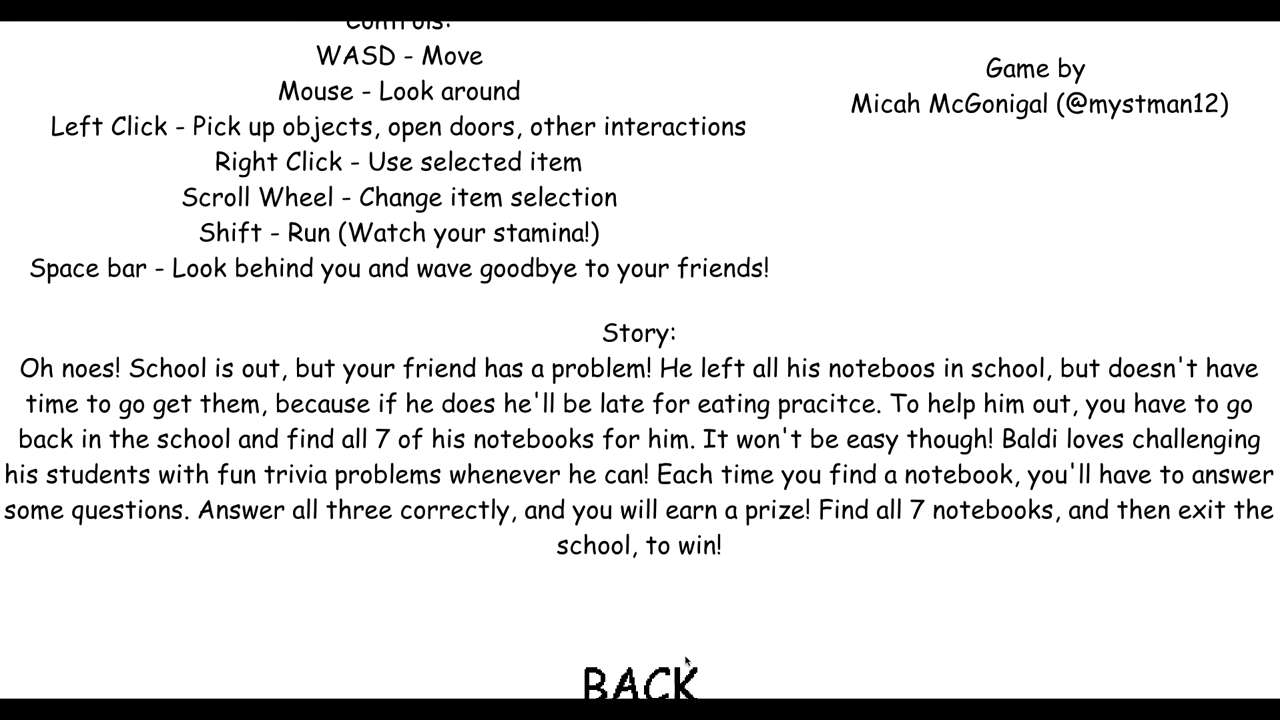 Controls:
WASD - Move
Mouse - Look around
Left Click - Pick up objects, open doors, other interactions
Right Click - Use selected item
Scroll Wheel - Change item selection
Shift - Run (Watch your stamina!)
Space bar - Look behind you and wave goodbye to your friends!
Game by
Micah McGonigal (@mystman12)
Story:
Oh noes! School is out, but your friend has a problem! He left all his noteboos in school, but doesn't have
time to go get them, because if he does he'll be late for eating pracitce. To help him out, you have to go
back in the school and find all 7 of his notebooks for him. It won't be easy though! Baldi loves challenging
his students with fun trivia problems whenever he can! Each time you find a notebook, you'll have to answer
some questions. Answer all three correctly, and you will earn a prize! Find all 7 notebooks, and then exit the
school, to win!
BACK